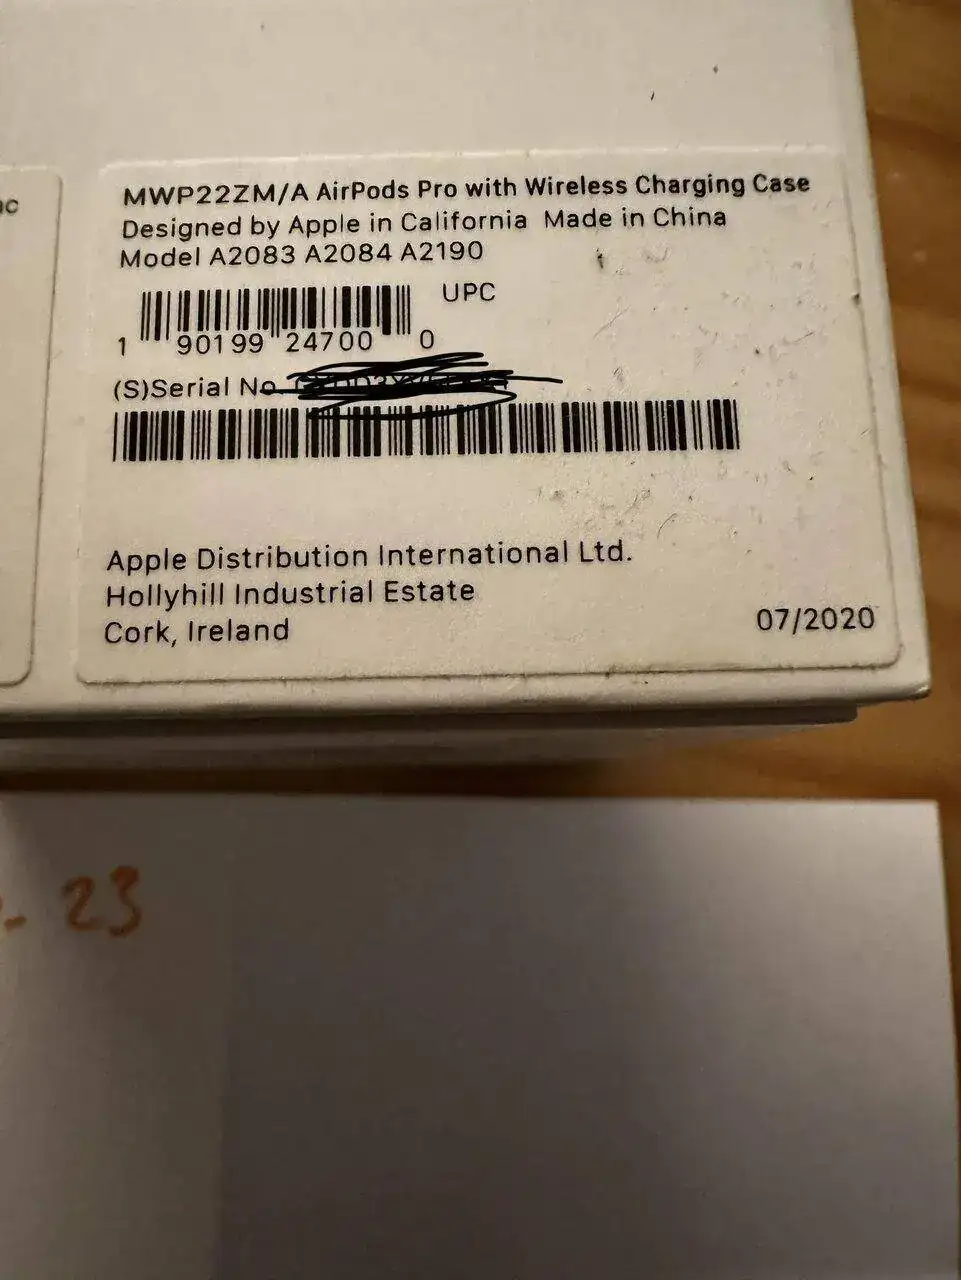 MWP22ZM/A AirPods Pro with Wireless Charging Case
Designed by Apple in California Made in China
Model A2083 A2084 A2190
UPC
1 90199 24700 0
(S)Serial No.
Apple Distribution International Ltd.
Hollyhill Industrial Estate
Cork, Ireland
07/2020
- 23